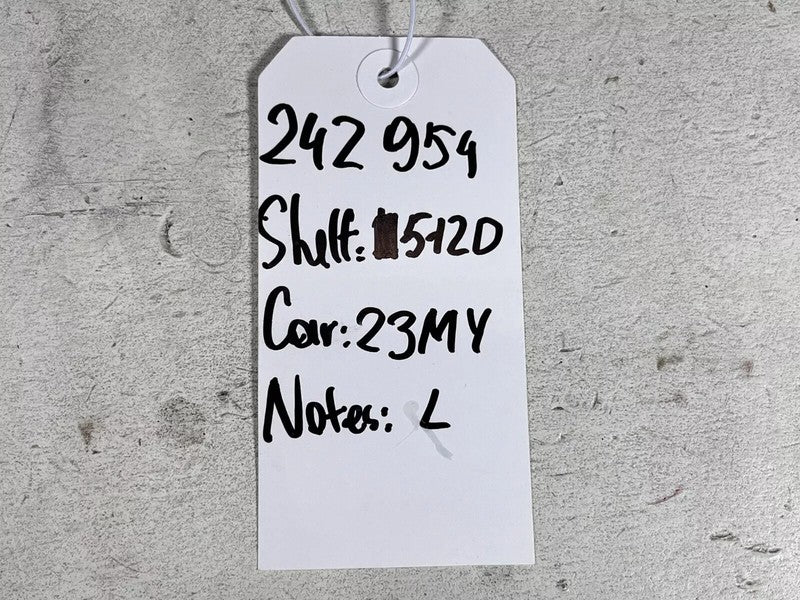 242 954
Shelf: 512D
Car: 23MY
Notes: L